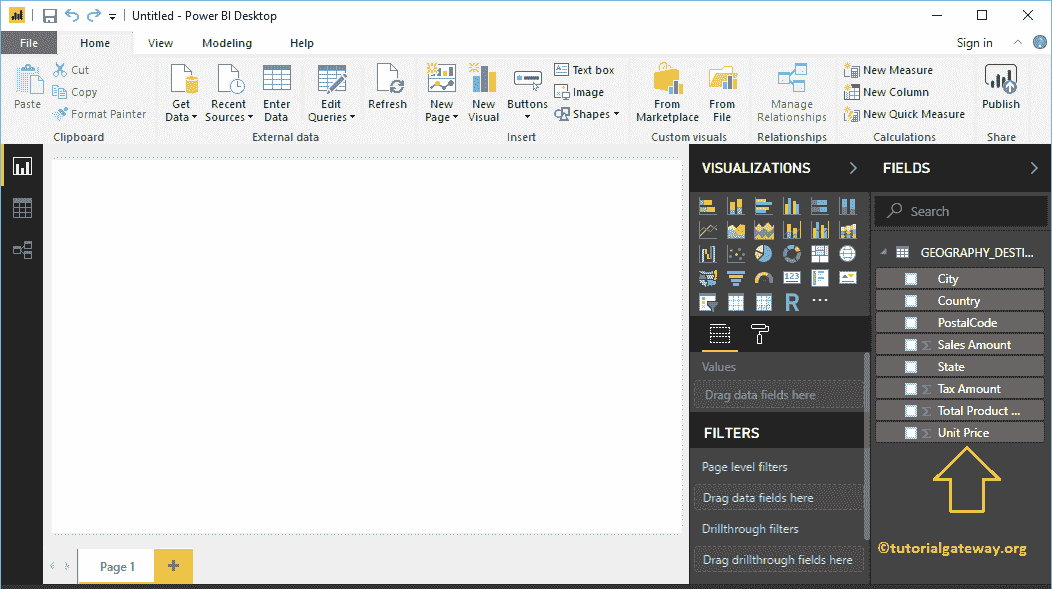 Untitled - Power BI Desktop
File Home View Modeling Help Sign in
Paste
Cut
Copy
Format Painter
Clipboard
Get Data
Recent Sources
Enter Data
Edit Queries
External data
Refresh
New Page
New Visual
Buttons
Text box
Image
Shapes
Insert
From Marketplace
From File
Custom visuals
Manage Relationships
Relationships
New Measure
New Column
New Quick Measure
Calculations
Publish
Share
VISUALIZATIONS
123
R
Values
Drag data fields here
FILTERS
Page level filters
Drag data fields here
Drillthrough filters
Drag drillthrough fields here
FIELDS
Search
GEOGRAPHY_DESTI...
City
Country
PostalCode
Σ Sales Amount
State
Σ Tax Amount
Σ Total Product ...
Σ Unit Price
©tutorialgateway.org
Page 1 +